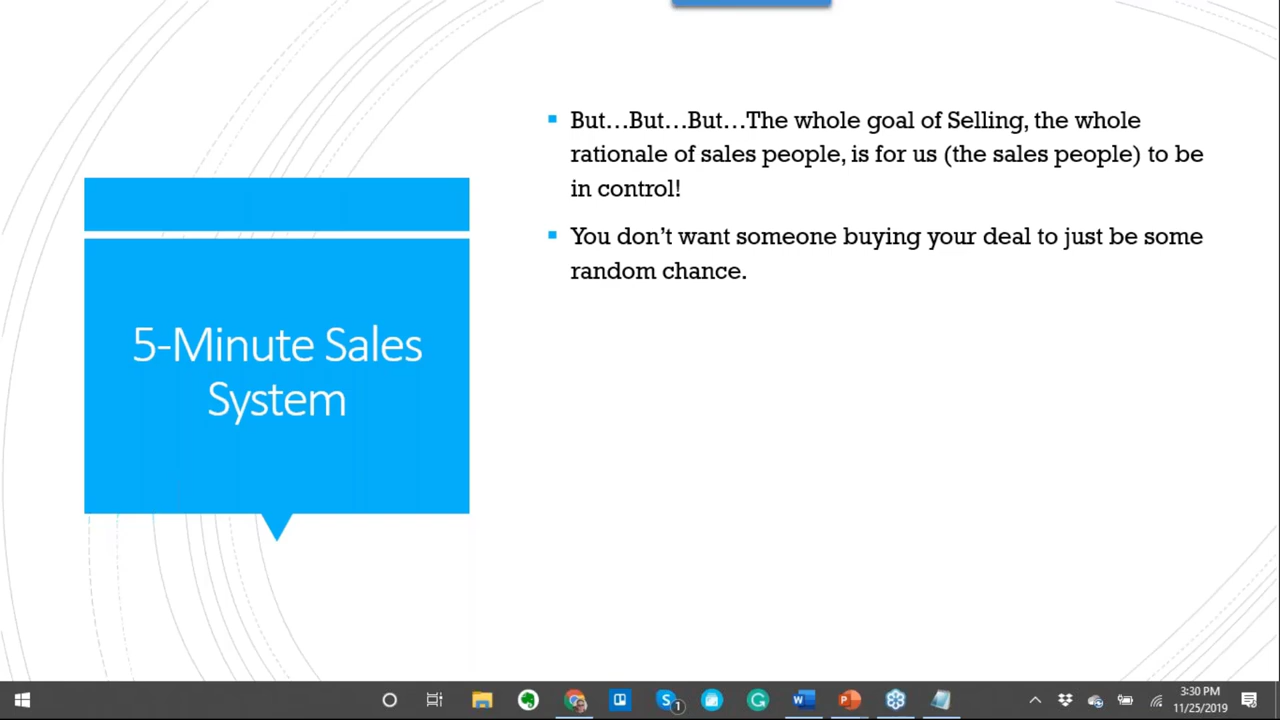 But…But…But…The whole goal of Selling, the whole
rationale of sales people, is for us (the sales people) to be
in control!
You don’t want someone buying your deal to just be some
random chance.
5-Minute Sales
System
1
3:30 PM
11/25/2019